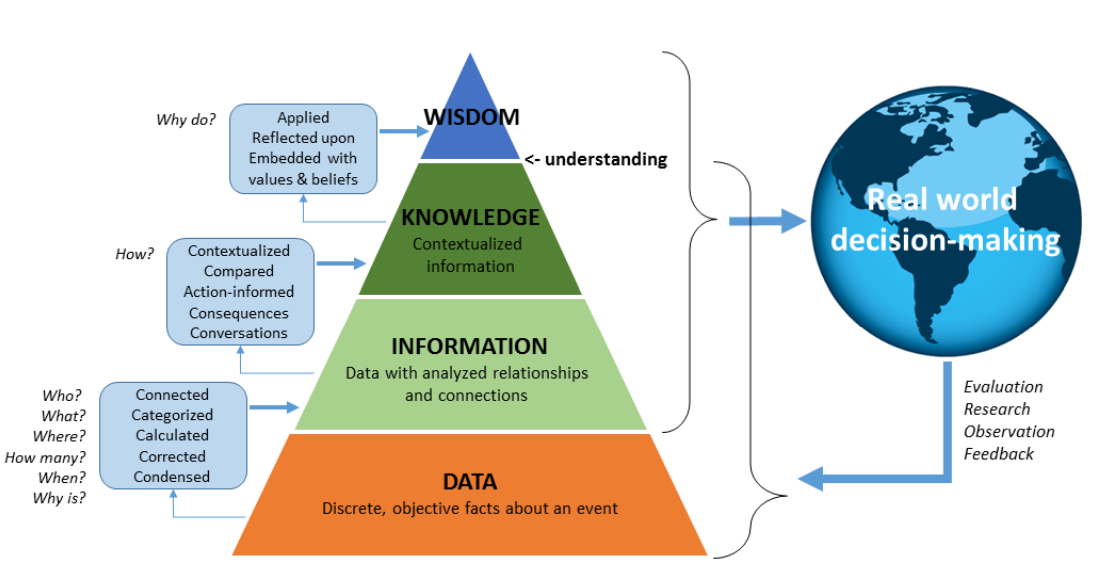 Why do?
Applied
Reflected upon
Embedded with
values & beliefs
WISDOM
<- understanding
How?
Contextualized
Compared
Action-informed
Consequences
Conversations
KNOWLEDGE
Contextualized
information
Real world
decision-making
Who?
What?
Where?
How many?
When?
Why is?
Connected
Categorized
Calculated
Corrected
Condensed
INFORMATION
Data with analyzed relationships
and connections
DATA
Discrete, objective facts about an event
Evaluation
Research
Observation
Feedback